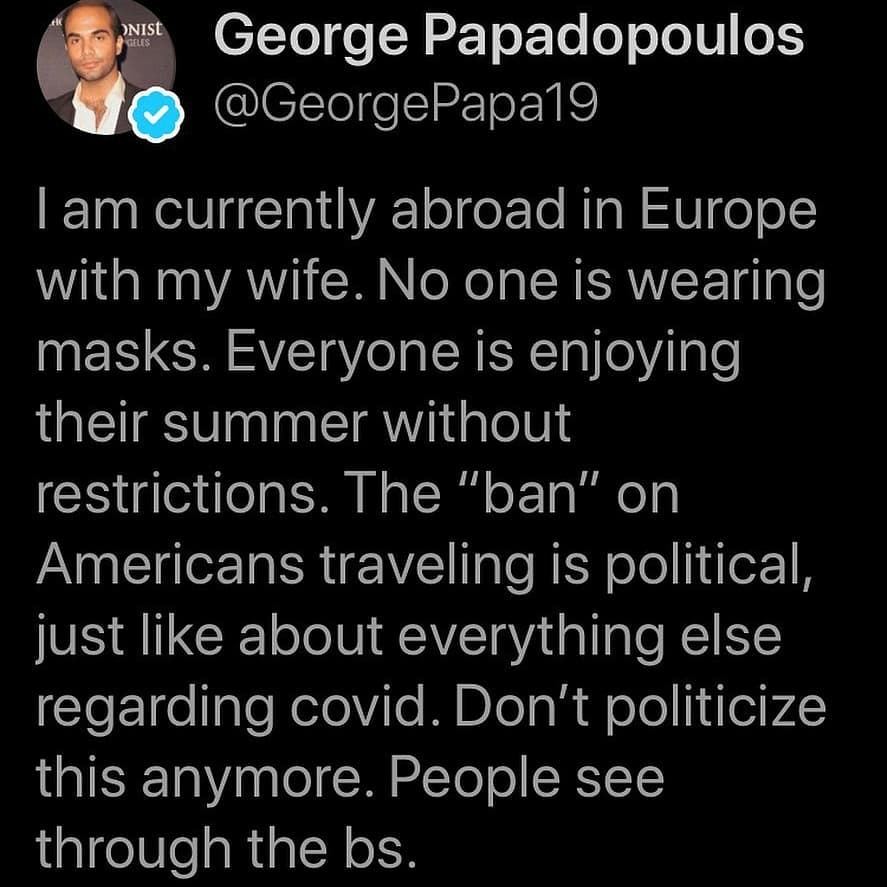 ONIST
GELES
George Papadopoulos
@GeorgePapa19
I am currently abroad in Europe
with my wife. No one is wearing
masks. Everyone is enjoying
their summer without
restrictions. The “ban” on
Americans traveling is political,
just like about everything else
regarding covid. Don’t politicize
this anymore. People see
through the bs.